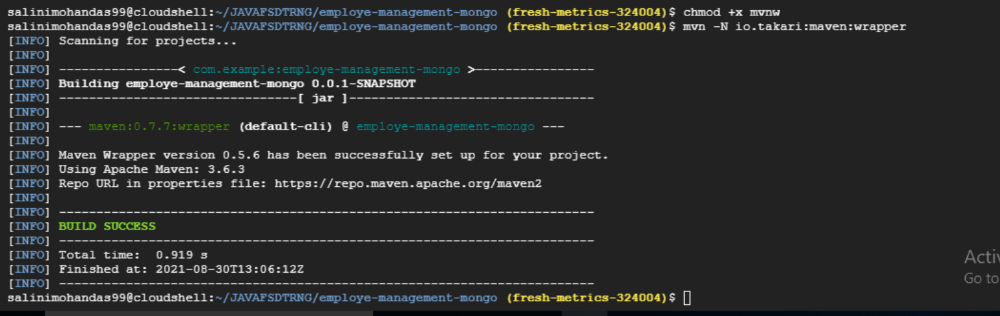 salinimohandas99@cloudshell:~/JAVAFSDTRNG/employe-management-mongo (fresh-metrics-324004)$ chmod +x mvnw
salinimohandas99@cloudshell:~/JAVAFSDTRNG/employe-management-mongo (fresh-metrics-324004)$ mvn -N io.takari:maven:wrapper
[INFO] Scanning for projects...
[INFO]
[INFO] ----------------< com.example:employe-management-mongo >----------------
[INFO] Building employe-management-mongo 0.0.1-SNAPSHOT
[INFO] --------------------------------[ jar ]---------------------------------
[INFO]
[INFO] --- maven:0.7.7:wrapper (default-cli) @ employe-management-mongo ---
[INFO]
[INFO] Maven Wrapper version 0.5.6 has been successfully set up for your project.
[INFO] Using Apache Maven: 3.6.3
[INFO] Repo URL in properties file: https://repo.maven.apache.org/maven2
[INFO]
[INFO] ------------------------------------------------------------------------
[INFO] BUILD SUCCESS
[INFO] ------------------------------------------------------------------------
[INFO] Total time:  0.919 s
[INFO] Finished at: 2021-08-30T13:06:12Z
[INFO] ------------------------------------------------------------------------
salinimohandas99@cloudshell:~/JAVAFSDTRNG/employe-management-mongo (fresh-metrics-324004)$
Go to